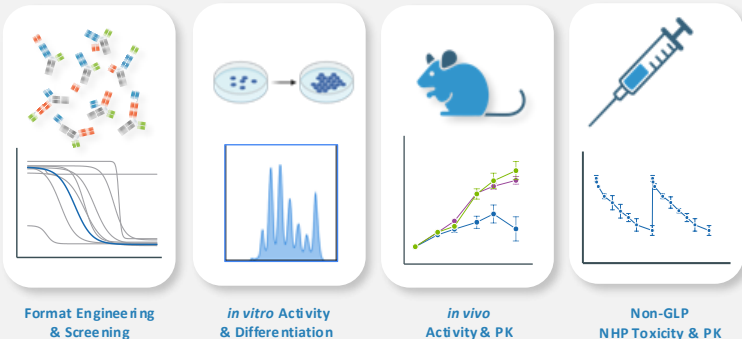 Format Engineering
& Screening
in vitro Activity
& Differentiation
in vivo
Activity & PK
Non-GLP
NHP Toxicity & PK